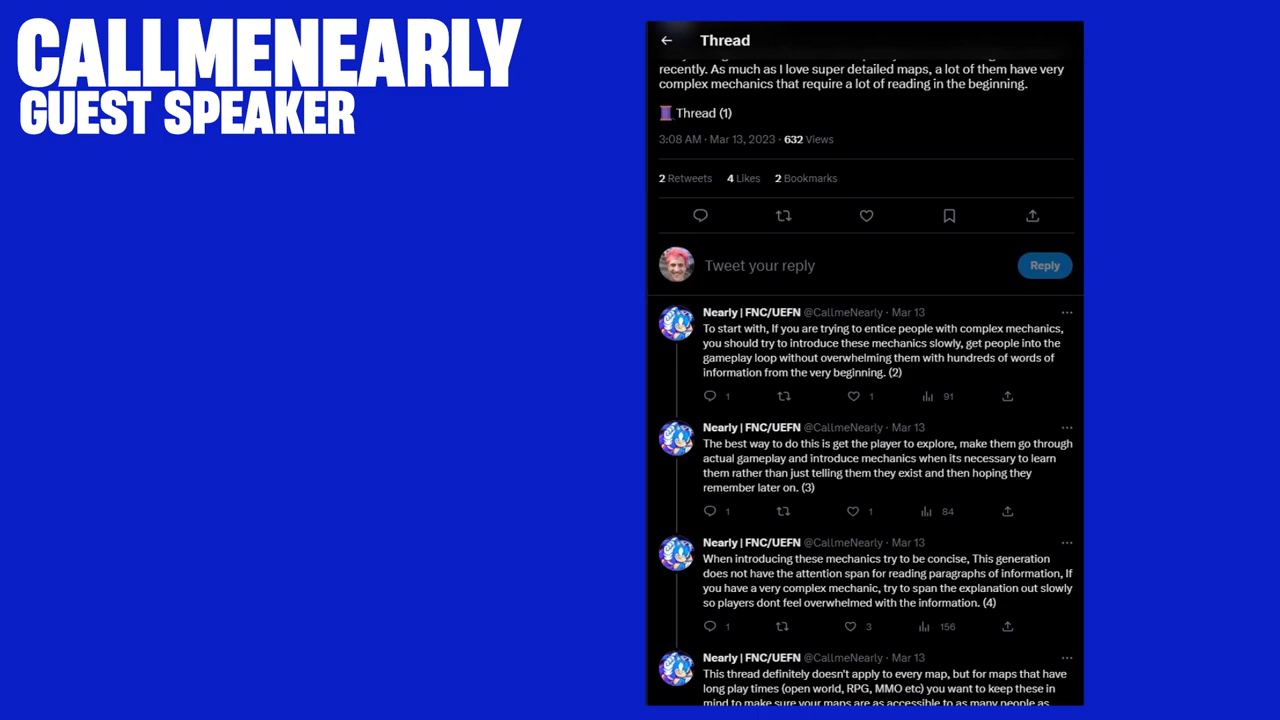 CALLMENEARLY
GUEST SPEAKER
Thread
recently. As much as I love super detailed maps, a lot of them have very
complex mechanics that require a lot of reading in the beginning.
🧵 Thread (1)
3:08 AM · Mar 13, 2023 · 632 Views
2 Retweets 4 Likes 2 Bookmarks
Tweet your reply
Reply
Nearly | FNC/UEFN @CallmeNearly · Mar 13
To start with, If you are trying to entice people with complex mechanics,
you should try to introduce these mechanics slowly, get people into the
gameplay loop without overwhelming them with hundreds of words of
information from the very beginning. (2)
1 1 91
Nearly | FNC/UEFN @CallmeNearly · Mar 13
The best way to do this is get the player to explore, make them go through
actual gameplay and introduce mechanics when its necessary to learn
them rather than just telling them they exist and then hoping they
remember later on. (3)
1 1 84
Nearly | FNC/UEFN @CallmeNearly · Mar 13
When introducing these mechanics try to be concise, This generation
does not have the attention span for reading paragraphs of information, If
you have a very complex mechanic, try to span the explanation out slowly
so players dont feel overwhelmed with the information. (4)
1 3 156
Nearly | FNC/UEFN @CallmeNearly · Mar 13
This thread definitely doesn't apply to every map, but for maps that have
long play times (open world, RPG, MMO etc) you want to keep these in
mind to make sure your maps are as accessible to as many people as